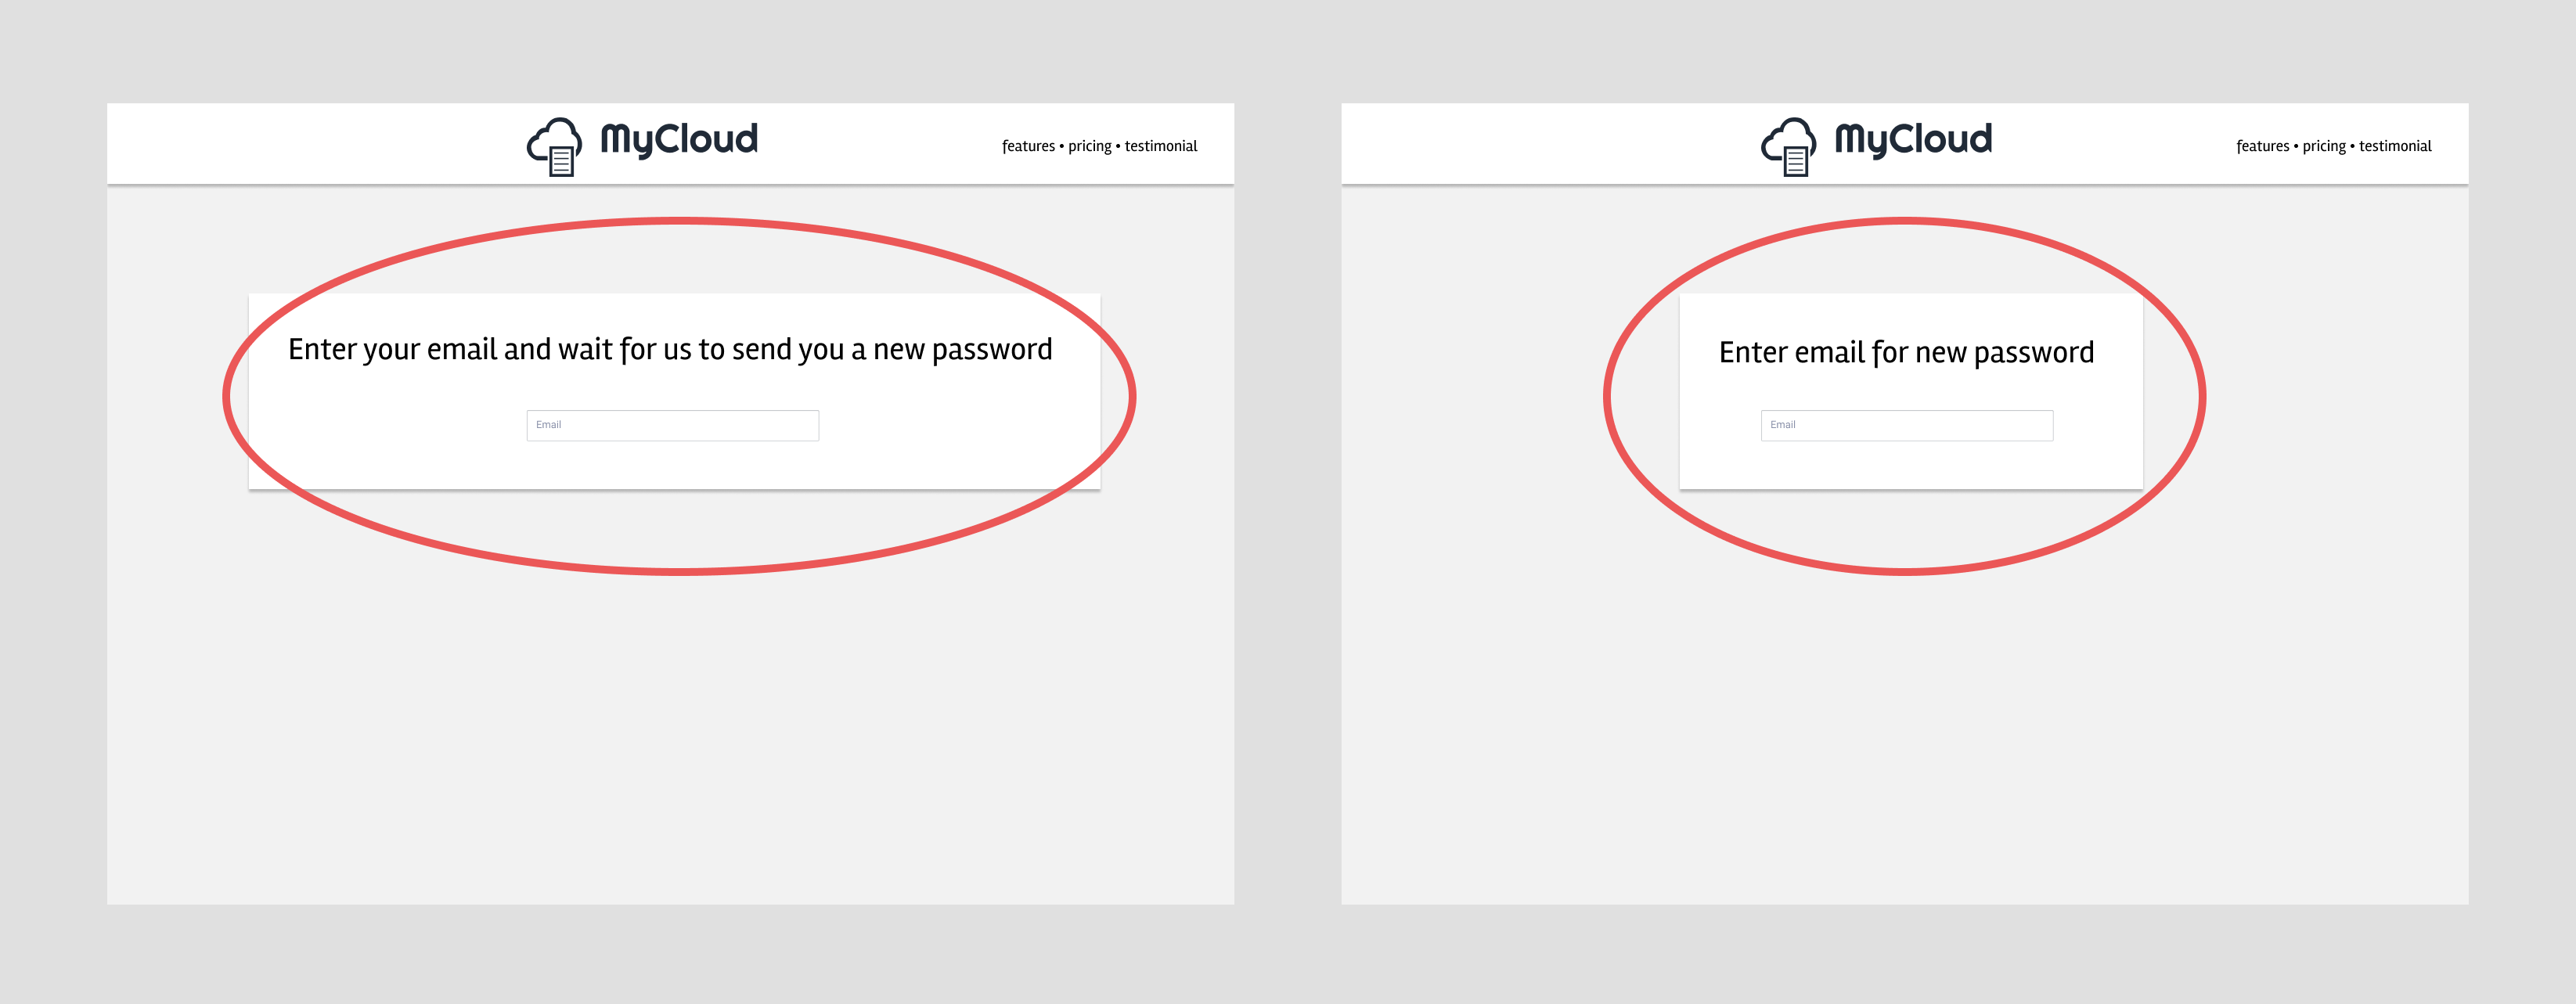 MyCloud
features • pricing • testimonial
Enter your email and wait for us to send you a new password
Email
MyCloud
features • pricing • testimonial
Enter email for new password
Email